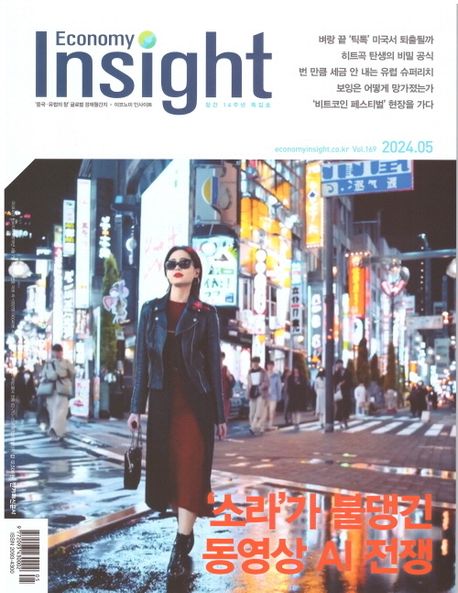 Economy
Insight
'중국·유럽의 창' 글로벌 경제월간지 · 이코노미 인사이트
창간 14주년 특집호
벼랑 끝 '틱톡' 미국서 퇴출될까
히트곡 탄생의 비밀 공식
번 만큼 세금 안 내는 유럽 슈퍼리치
보잉은 어떻게 망가졌는가
'비트코인 페스티벌' 현장을 가다
economyinsight.co.kr Vol.169 2024.05
'소라'가 불댕긴
동영상 AI 전쟁
05